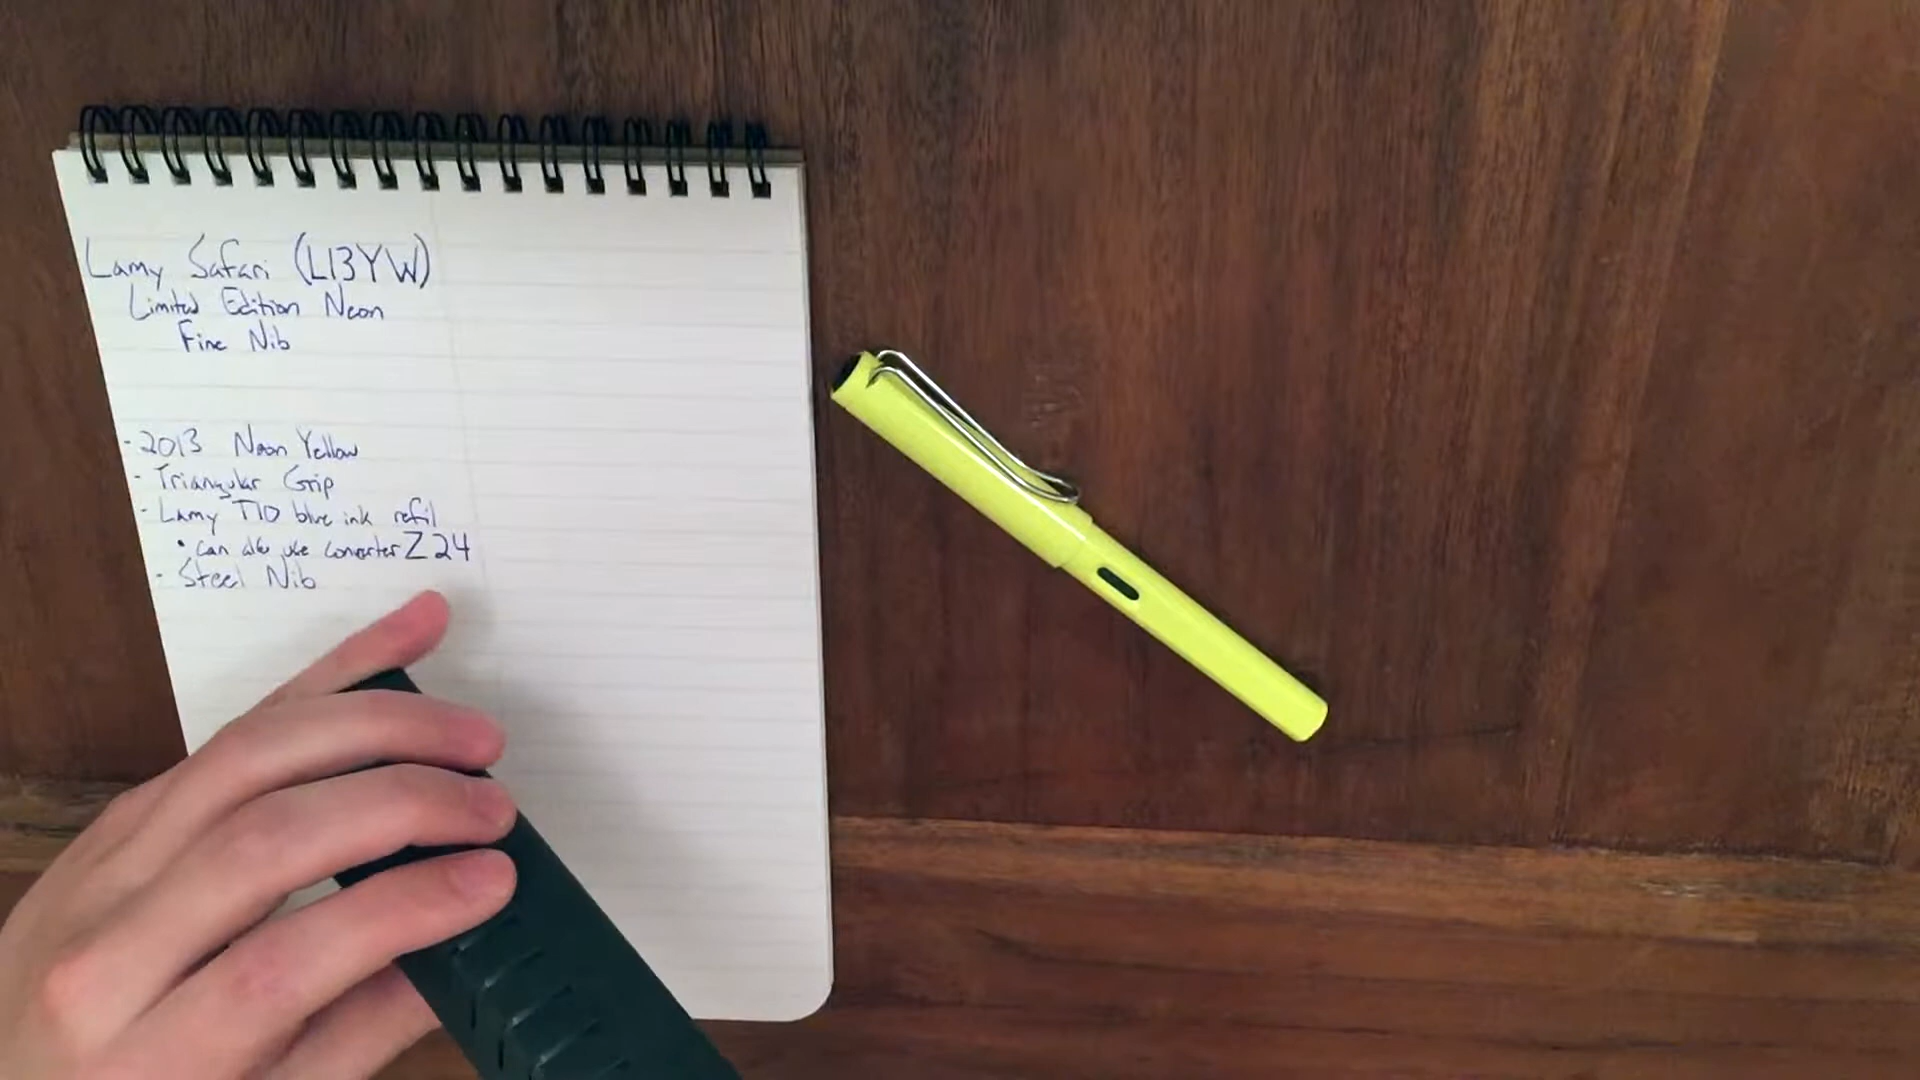 Lamy Safari (L13YW)
Limited Edition Neon
Fine Nib
- 2013 Neon Yellow
- Triangular Grip
- Lamy T10 blue ink refil
• can also use converter Z24
- Steel Nib